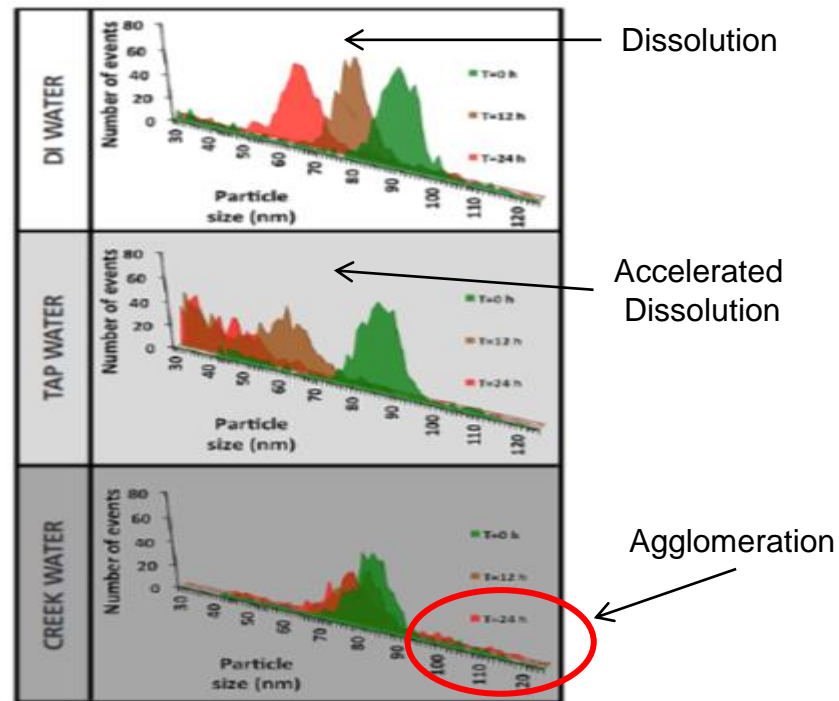 DI WATER
Number of events
80
60
40
20
0
30
40
50
60
70
80
90
100
110
120
Particle
size (nm)
T=0 h
T=12 h
T=24 h
Dissolution
TAP WATER
Number of events
80
60
40
20
0
30
40
50
60
70
80
90
100
110
120
Particle
size (nm)
T=0 h
T=12 h
T=24 h
Accelerated
Dissolution
CREEK WATER
Number of events
80
60
40
20
0
30
40
50
60
70
80
90
100
110
120
Particle
size (nm)
T=0 h
T=12 h
T=24 h
Agglomeration